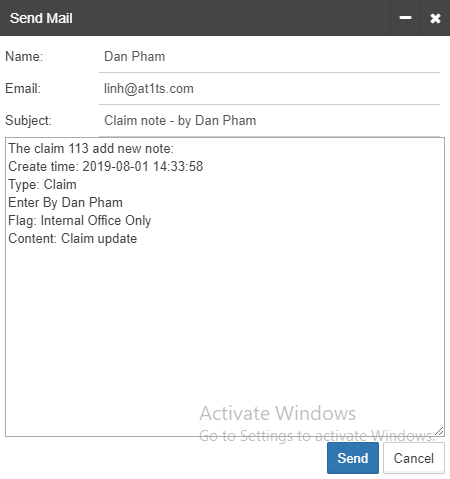 Send Mail
Name: Dan Pham
Email: linh@at1ts.com
Subject: Claim note - by Dan Pham
The claim 113 add new note:
Create time: 2019-08-01 14:33:58
Type: Claim
Enter By Dan Pham
Flag: Internal Office Only
Content: Claim update
Activate Windows
Go to Settings to activate Windows.
Send Cancel